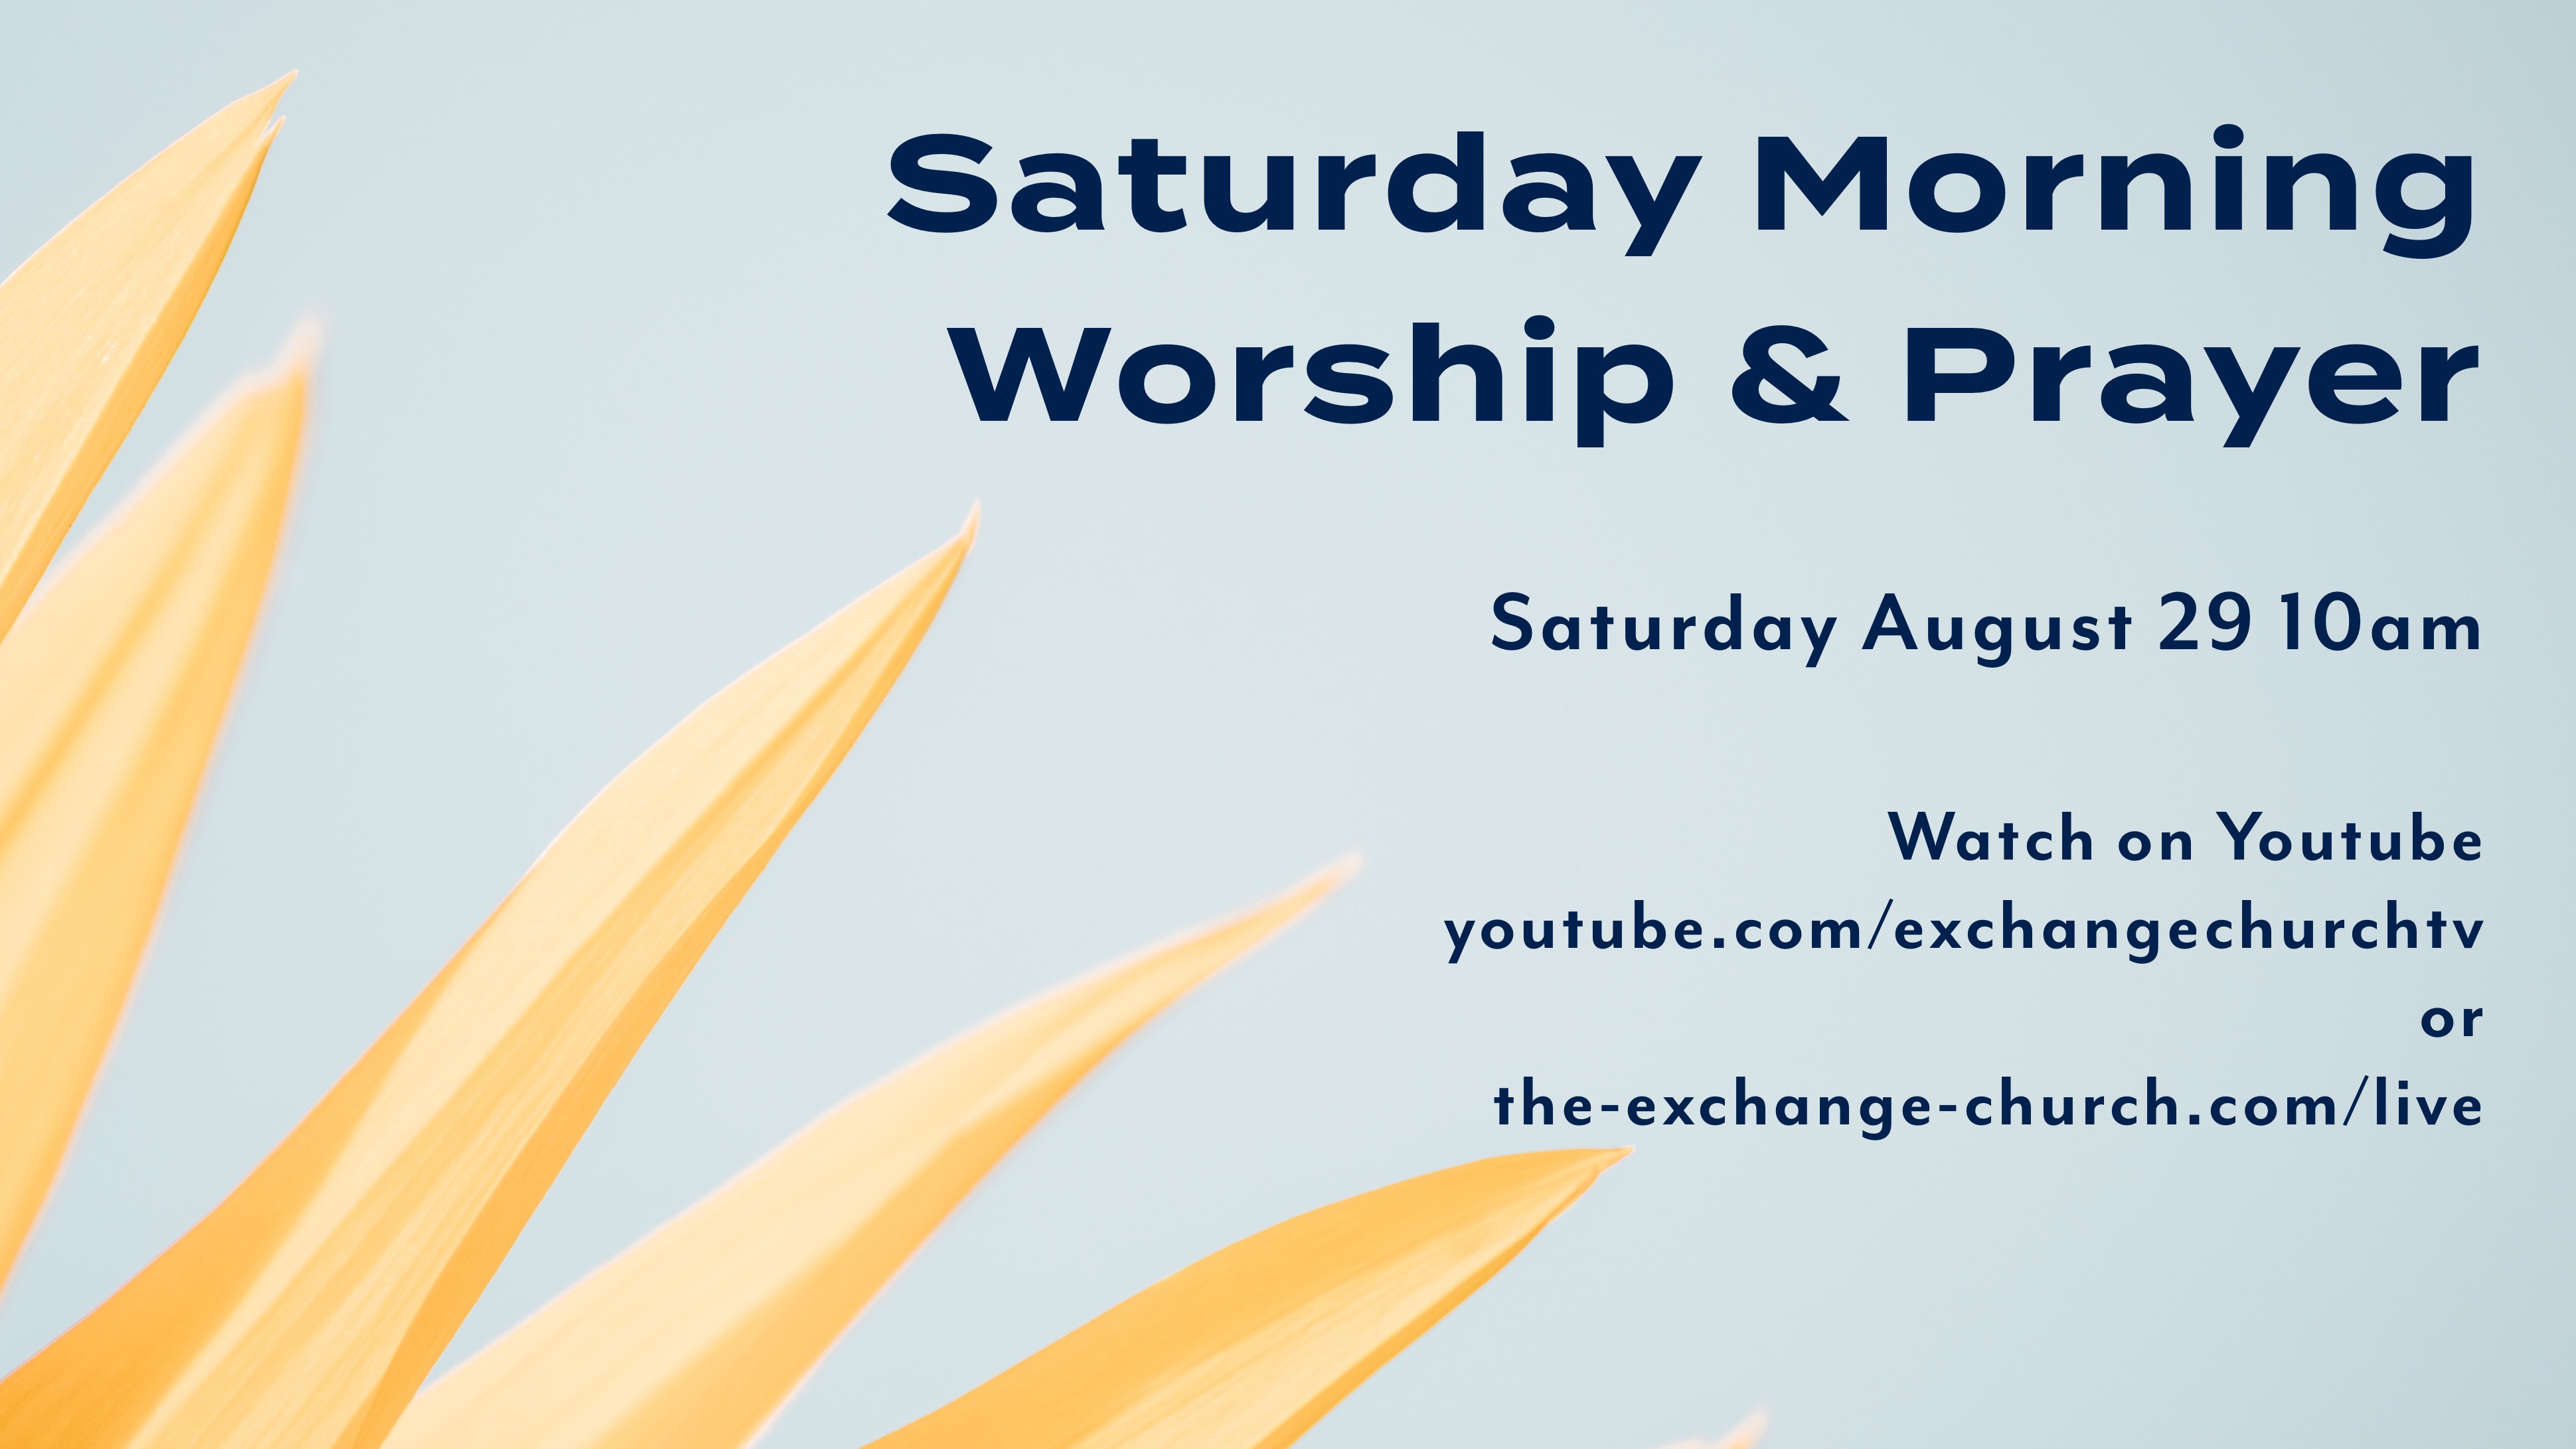 Saturday Morning
Worship & Prayer
Saturday August 29 10am
Watch on Youtube
youtube.com/exchangechurchtv
or
the-exchange-church.com/live